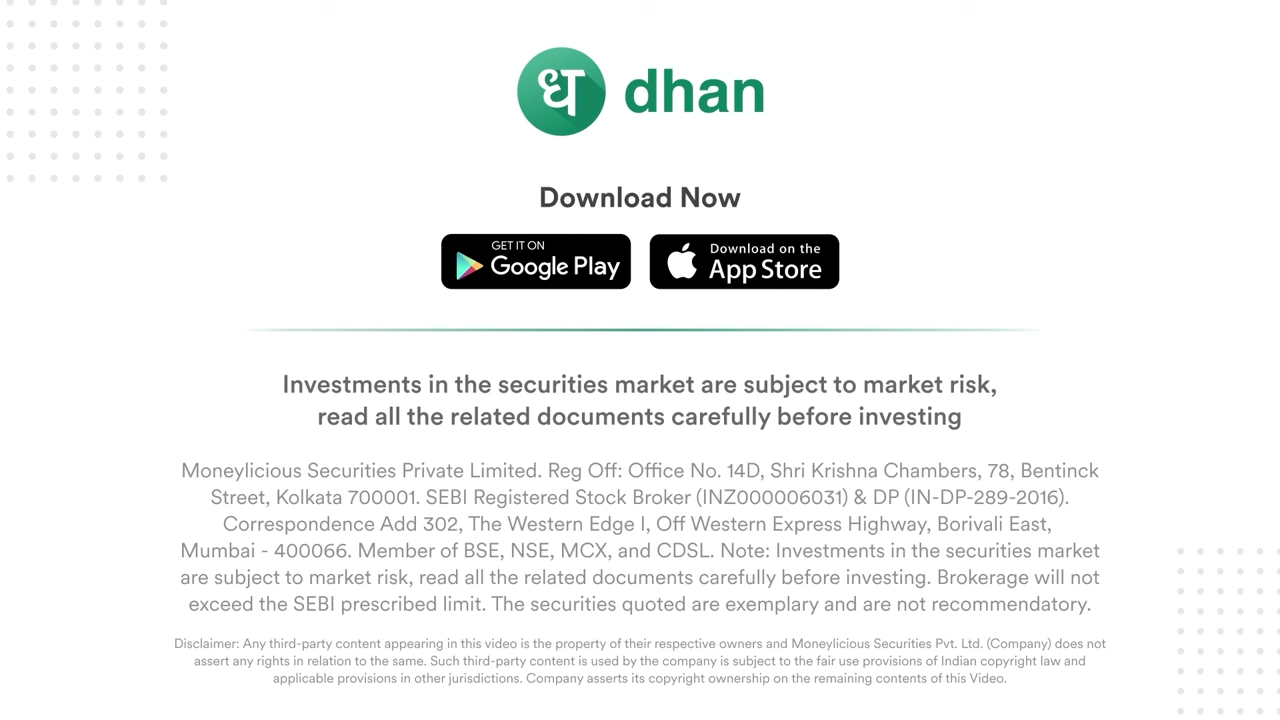 ध dhan
Download Now
GET IT ON
Google Play
Download on the
App Store
Investments in the securities market are subject to market risk,
read all the related documents carefully before investing
Moneylicious Securities Private Limited. Reg Off: Office No. 14D, Shri Krishna Chambers, 78, Bentinck
Street, Kolkata 700001. SEBI Registered Stock Broker (INZ000006031) & DP (IN-DP-289-2016).
Correspondence Add 302, The Western Edge I, Off Western Express Highway, Borivali East,
Mumbai - 400066. Member of BSE, NSE, MCX, and CDSL. Note: Investments in the securities market
are subject to market risk, read all the related documents carefully before investing. Brokerage will not
exceed the SEBI prescribed limit. The securities quoted are exemplary and are not recommendatory.
Disclaimer: Any third-party content appearing in this video is the property of their respective owners and Moneylicious Securities Pvt. Ltd. (Company) does not
assert any rights in relation to the same. Such third-party content is used by the company is subject to the fair use provisions of Indian copyright law and
applicable provisions in other jurisdictions. Company asserts its copyright ownership on the remaining contents of this Video.